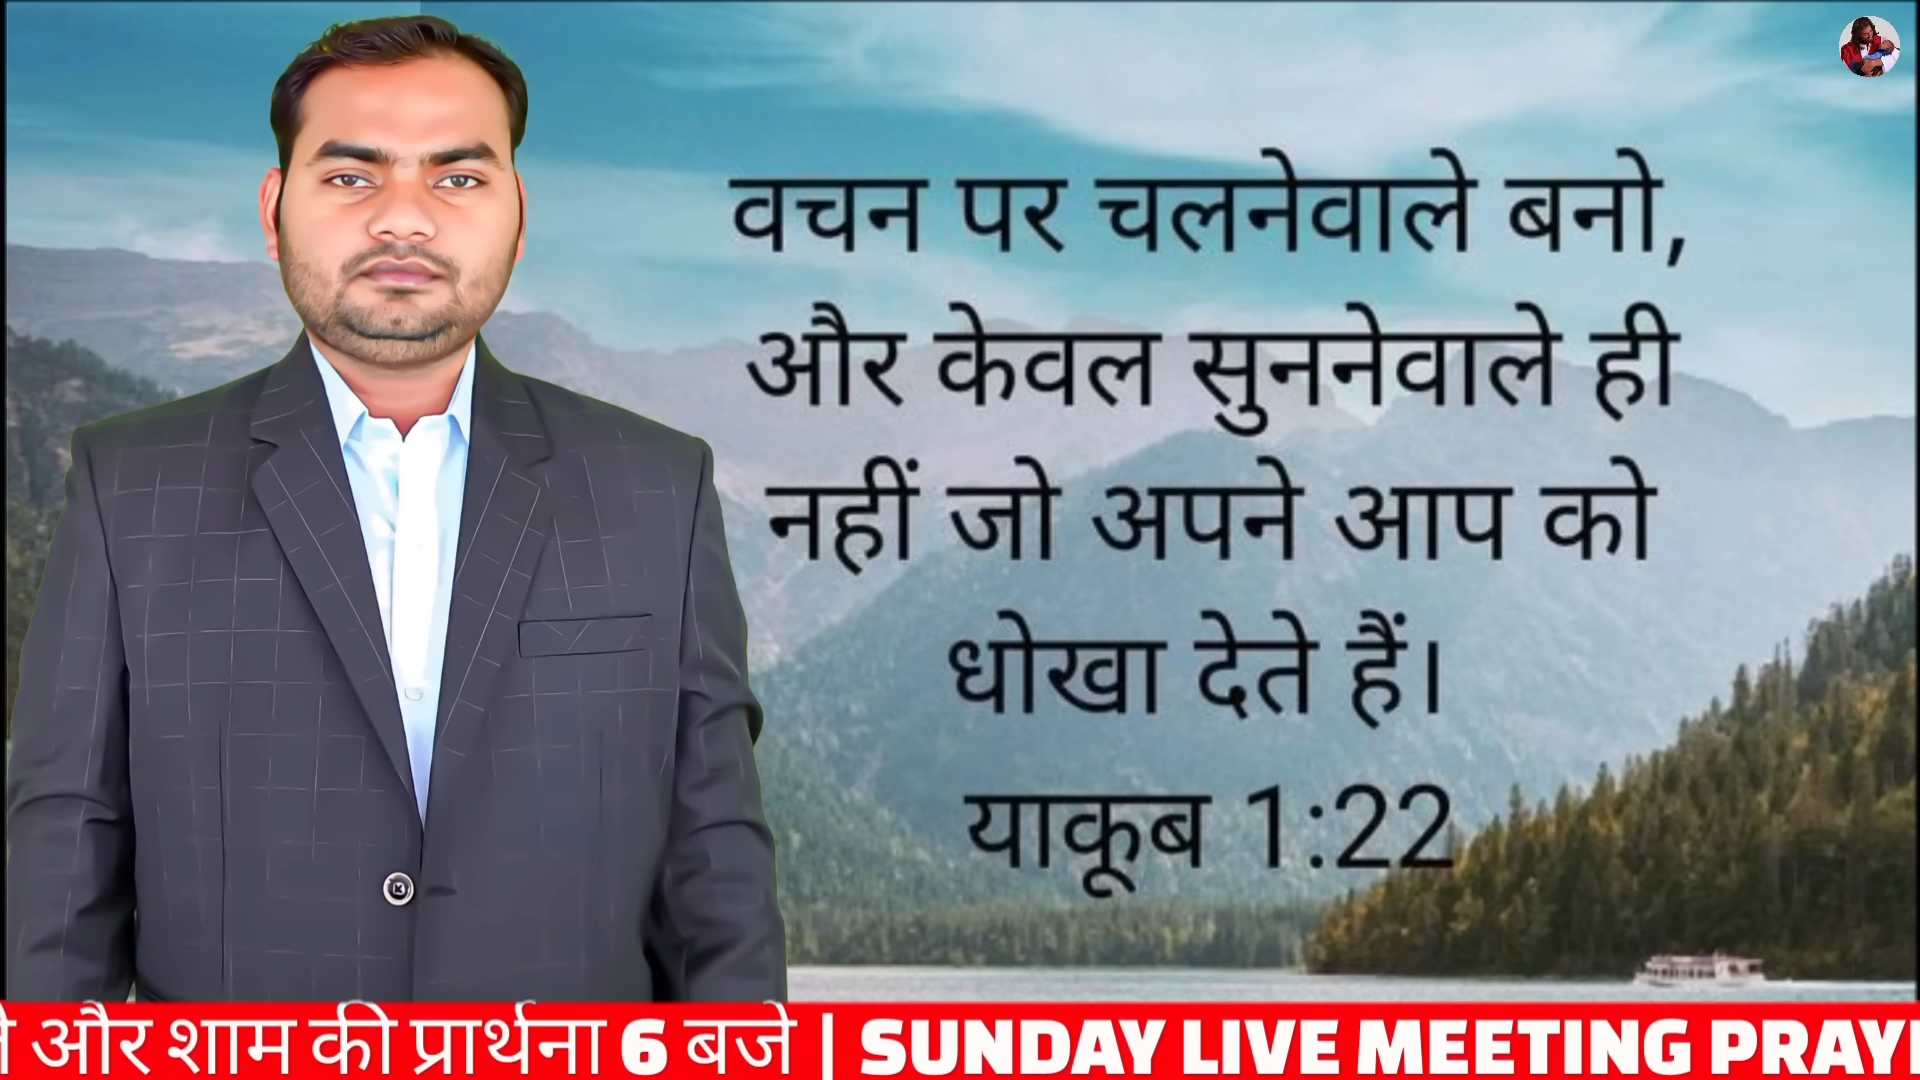 वचन पर चलनेवाले बनो,
और केवल सुननेवाले ही
नहीं जो अपने आप को
धोखा देते हैं।
याकूब 1:22
और शाम की प्रार्थना 6 बजे | SUNDAY LIVE MEETING